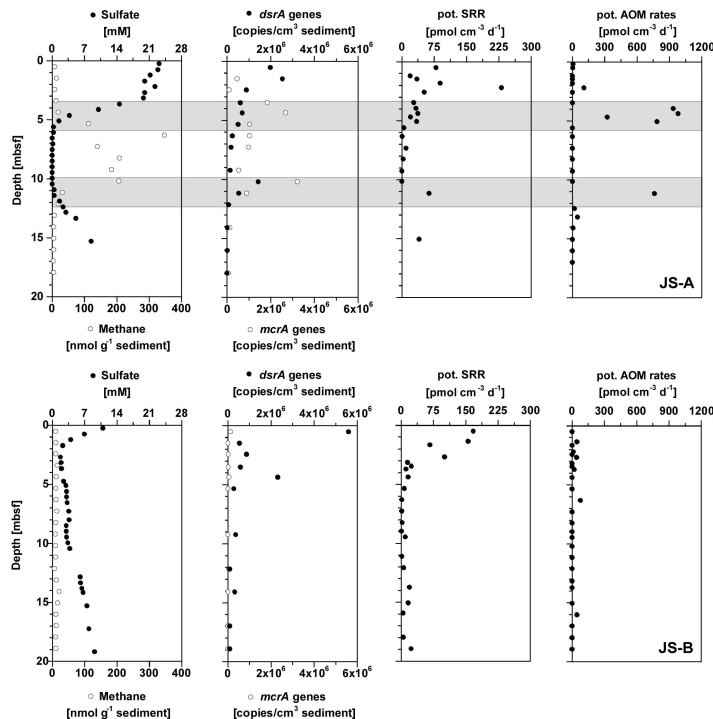 ● Sulfate
[mM]
0 7 14 21 28
● dsrA genes
[copies/cm³ sediment]
0 2x10⁶ 4x10⁶ 6x10⁶
pot. SRR
[pmol cm⁻³ d⁻¹]
0 75 150 225 300
pot. AOM rates
[pmol cm⁻³ d⁻¹]
0 300 600 900 1200
Depth [mbsf]
0
5
10
15
20
JS-A
0 100 200 300 400
○ Methane
[nmol g⁻¹ sediment]
0 2x10⁶ 4x10⁶ 6x10⁶
○ mcrA genes
[copies/cm³ sediment]
● Sulfate
[mM]
0 7 14 21 28
● dsrA genes
[copies/cm³ sediment]
0 2x10⁶ 4x10⁶ 6x10⁶
pot. SRR
[pmol cm⁻³ d⁻¹]
0 75 150 225 300
pot. AOM rates
[pmol cm⁻³ d⁻¹]
0 300 600 900 1200
Depth [mbsf]
0
5
10
15
20
JS-B
0 100 200 300 400
○ Methane
[nmol g⁻¹ sediment]
0 2x10⁶ 4x10⁶ 6x10⁶
○ mcrA genes
[copies/cm³ sediment]